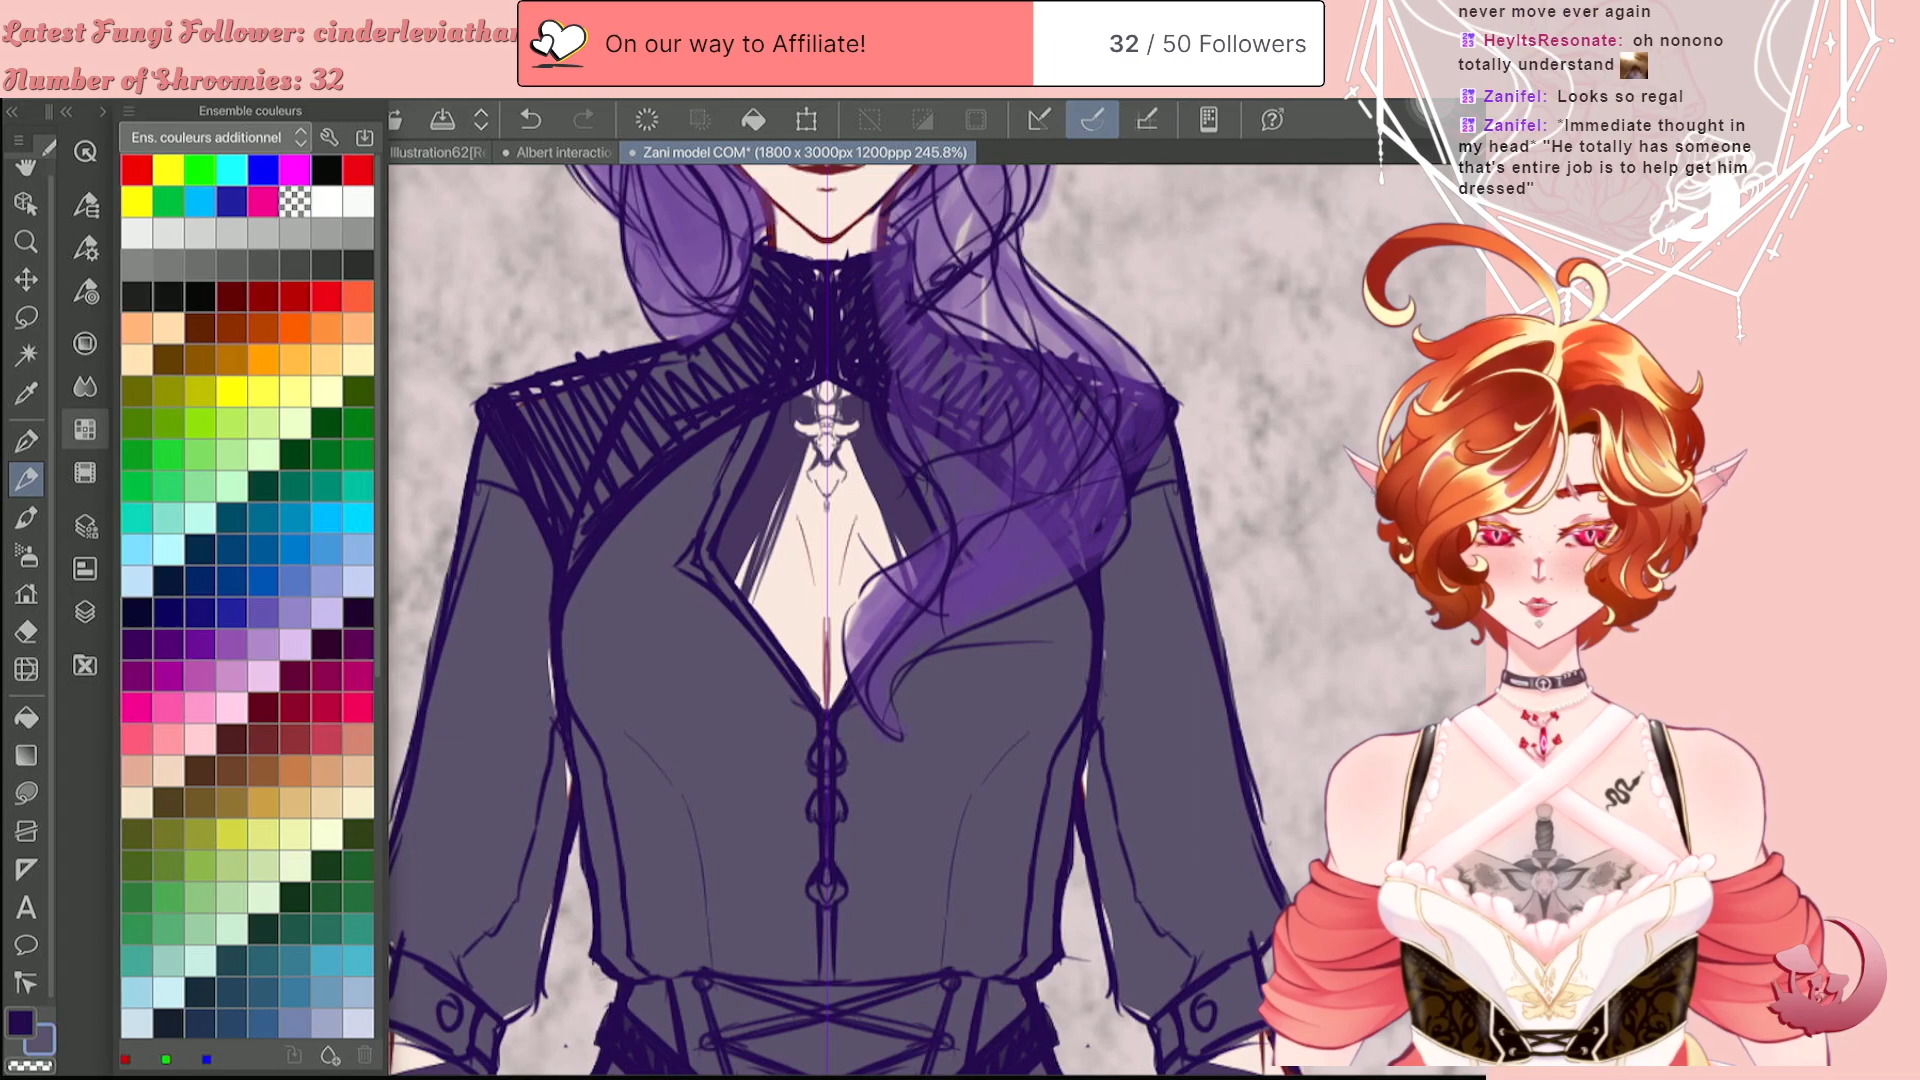 Latest Fungi Follower: cinderleviathan
Number of Shroomies: 32
On our way to Affiliate!
32 / 50 Followers
never move ever again
HeyItsResonate: oh nonono
totally understand
Zanifel: Looks so regal
Zanifel: *Immediate thought in
my head* "He totally has someone
that's entire job is to help get him
dressed"
Ensemble couleurs
Ens. couleurs additionnel
Illustration62[R
Albert interactio
Zani model COM* (1800 x 3000px 1200ppp 245.8%)